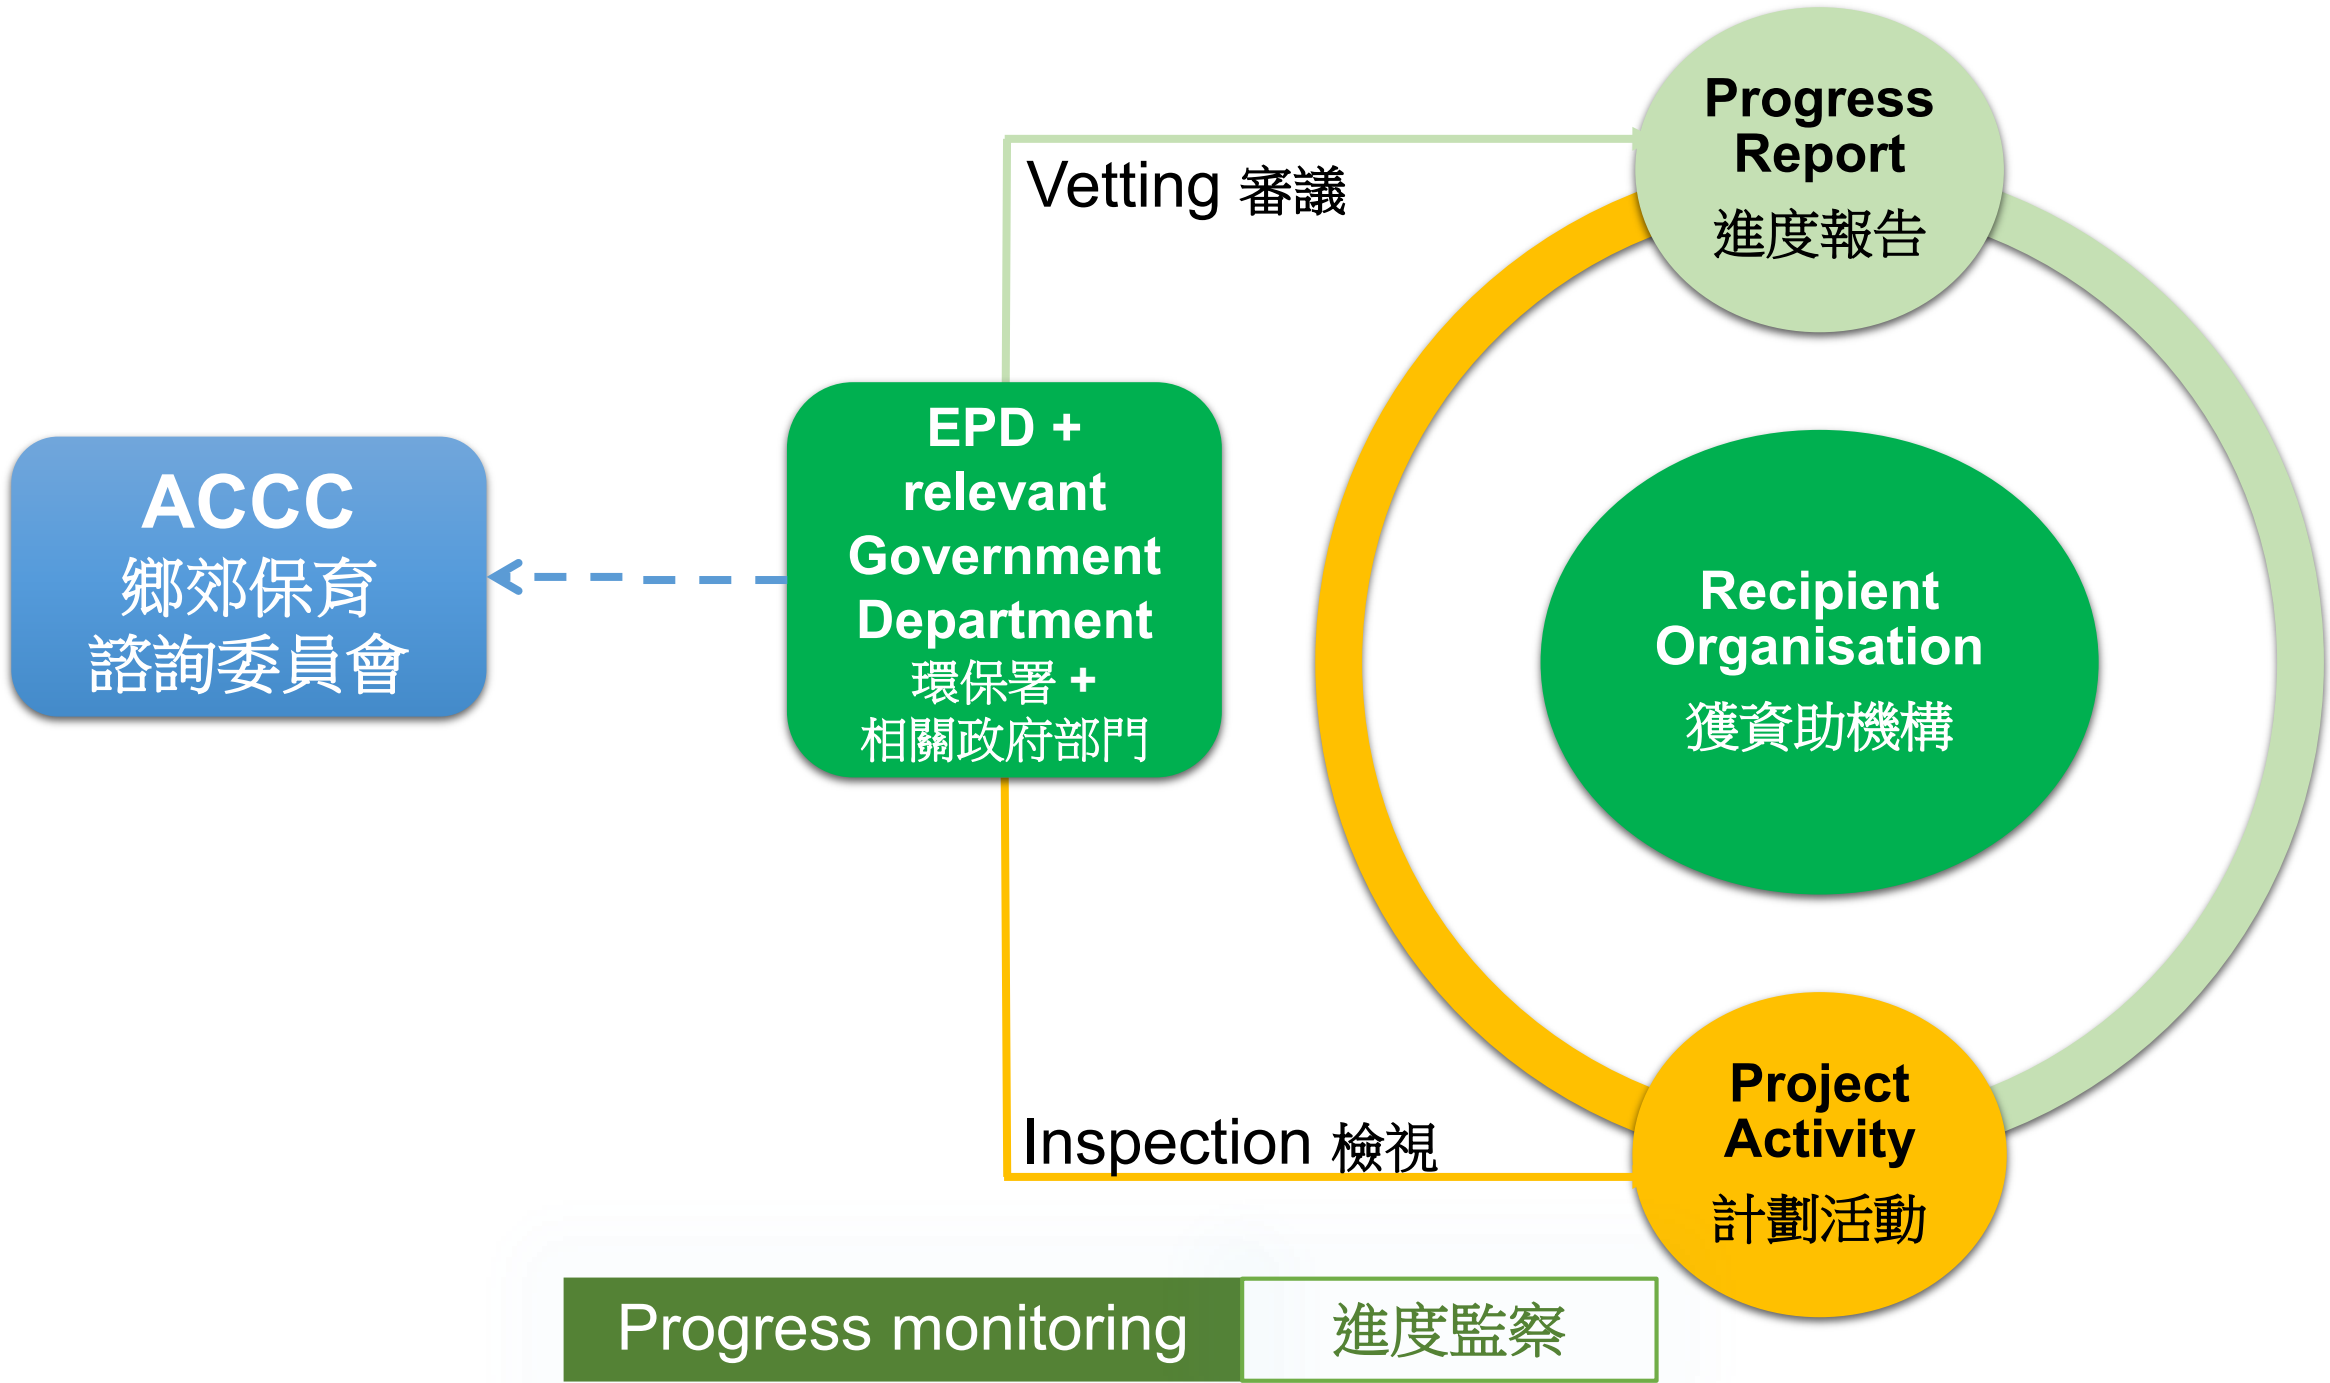 Progress
Report
進度報告
Vetting 審議
ACCC
鄉郊保育
諮詢委員會
EPD +
relevant
Government
Department
環保署 +
相關政府部門
Recipient
Organisation
獲資助機構
Inspection 檢視
Project
Activity
計劃活動
Progress monitoring
進度監察